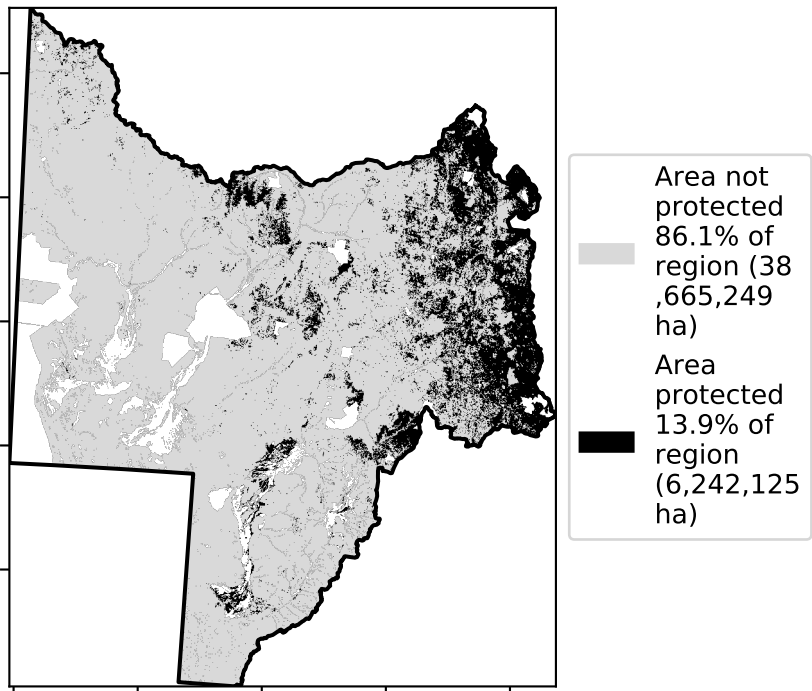 Area not
protected
86.1% of
region (38
,665,249
ha)
Area
protected
13.9% of
region
(6,242,125
ha)